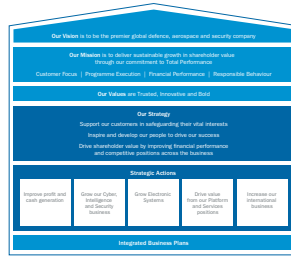 Our Vision is to be the premier global defence, aerospace and security company
Our Mission is to deliver sustainable growth in shareholder value
through our commitment to Total Performance
Customer Focus | Programme Execution | Financial Performance | Responsible Behaviour
Our Values are Trusted, Innovative and Bold
Our Strategy
Support our customers in safeguarding their vital interests
Inspire and develop our people to drive our success
Drive shareholder value by improving financial performance
and competitive positions across the business
Strategic Actions
Improve profit and
cash generation
Grow our Cyber,
Intelligence
and Security
business
Grow Electronic
Systems
Drive value
from our Platform
and Services
positions
Increase our
international
business
Integrated Business Plans